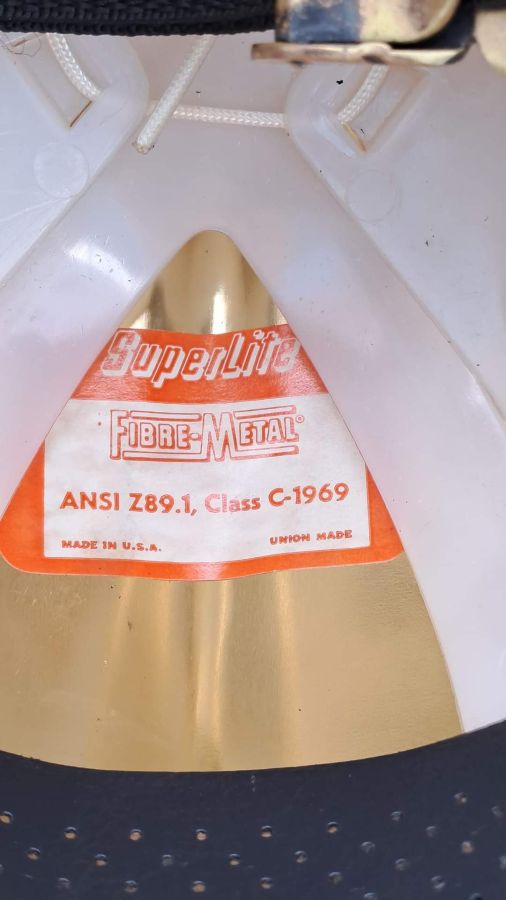 SuperLite
FIBRE-METAL®
ANSI Z89.1, Class C-1969
MADE IN U.S.A. UNION MADE